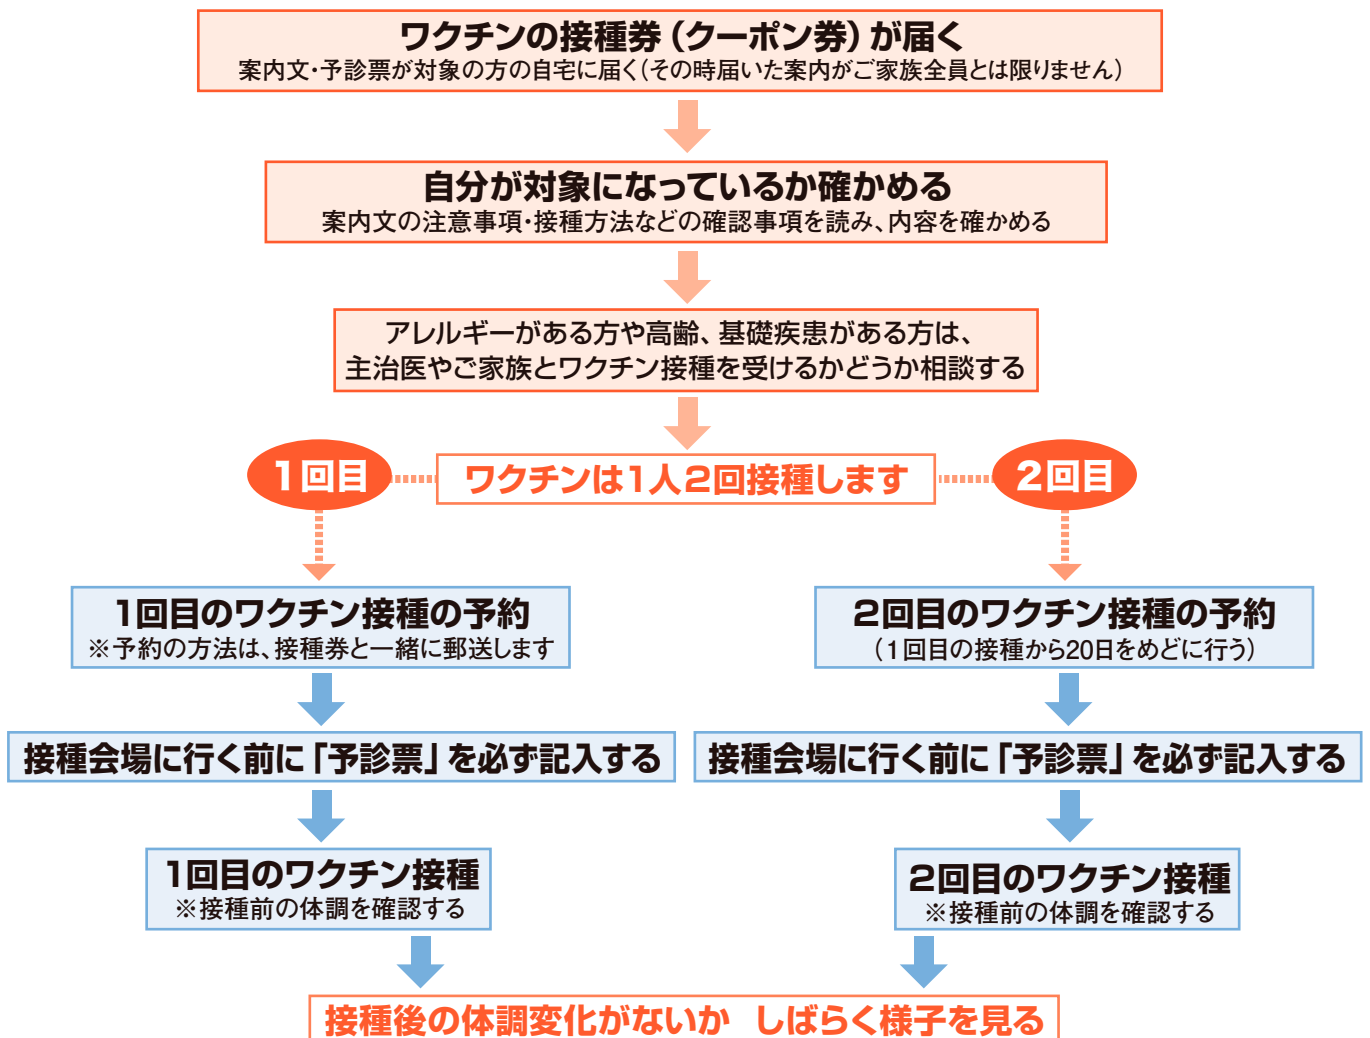 ワクチンの接種券（クーポン券）が届く
案内文・予診票が対象の方の自宅に届く（その時届いた案内がご家族全員とは限りません）
自分が対象になっているか確かめる
案内文の注意事項・接種方法などの確認事項を読み、内容を確かめる
アレルギーがある方や高齢、基礎疾患がある方は、
主治医やご家族とワクチン接種を受けるかどうか相談する
1回目
ワクチンは1人2回接種します
2回目
1回目のワクチン接種の予約
※予約の方法は、接種券と一緒に郵送します
2回目のワクチン接種の予約
（1回目の接種から20日をめどに行う）
接種会場に行く前に「予診票」を必ず記入する
接種会場に行く前に「予診票」を必ず記入する
1回目のワクチン接種
※接種前の体調を確認する
2回目のワクチン接種
※接種前の体調を確認する
接種後の体調変化がないか しばらく様子を見る